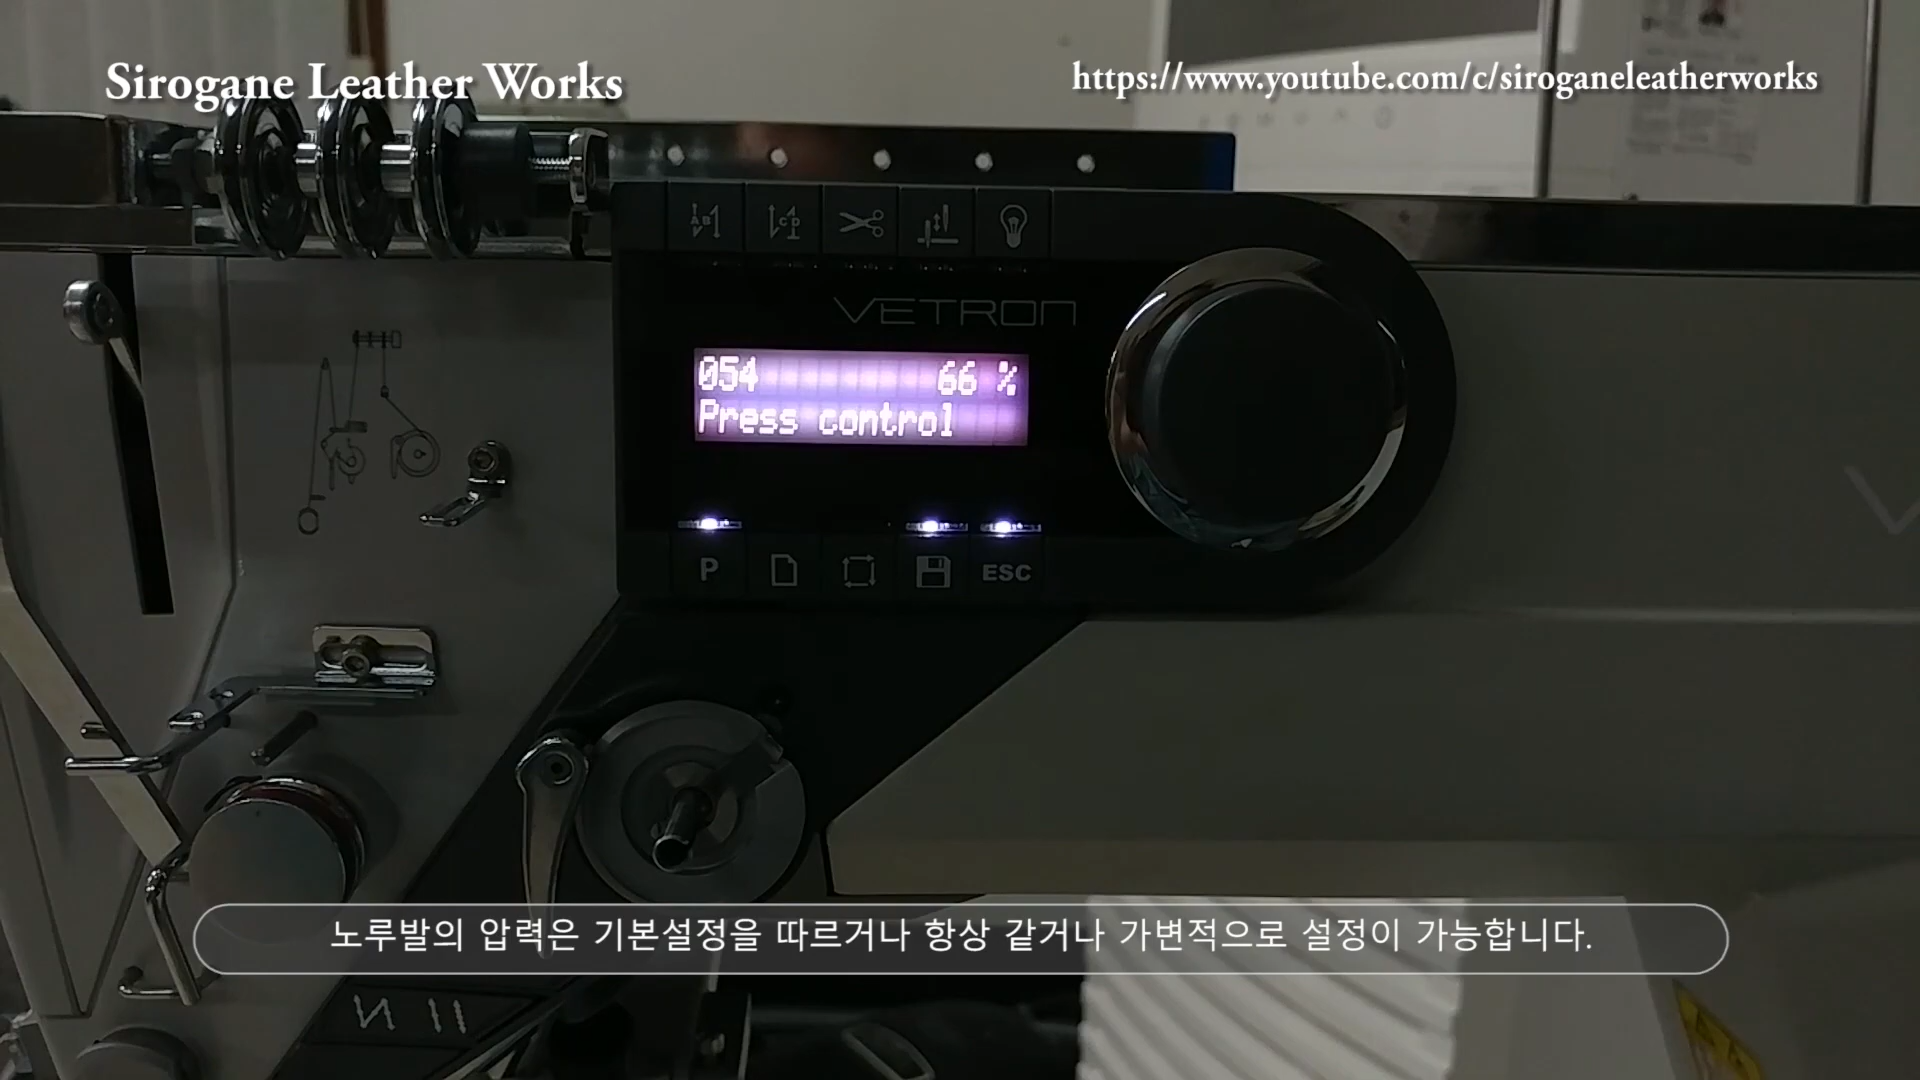 Sirogane Leather Works
https://www.youtube.com/c/siroganeleatherworks
A B
C D
VETRON
054 66 %
Press control
P
ESC
노루발의 압력은 기본설정을 따르거나 항상 같거나 가변적으로 설정이 가능합니다.